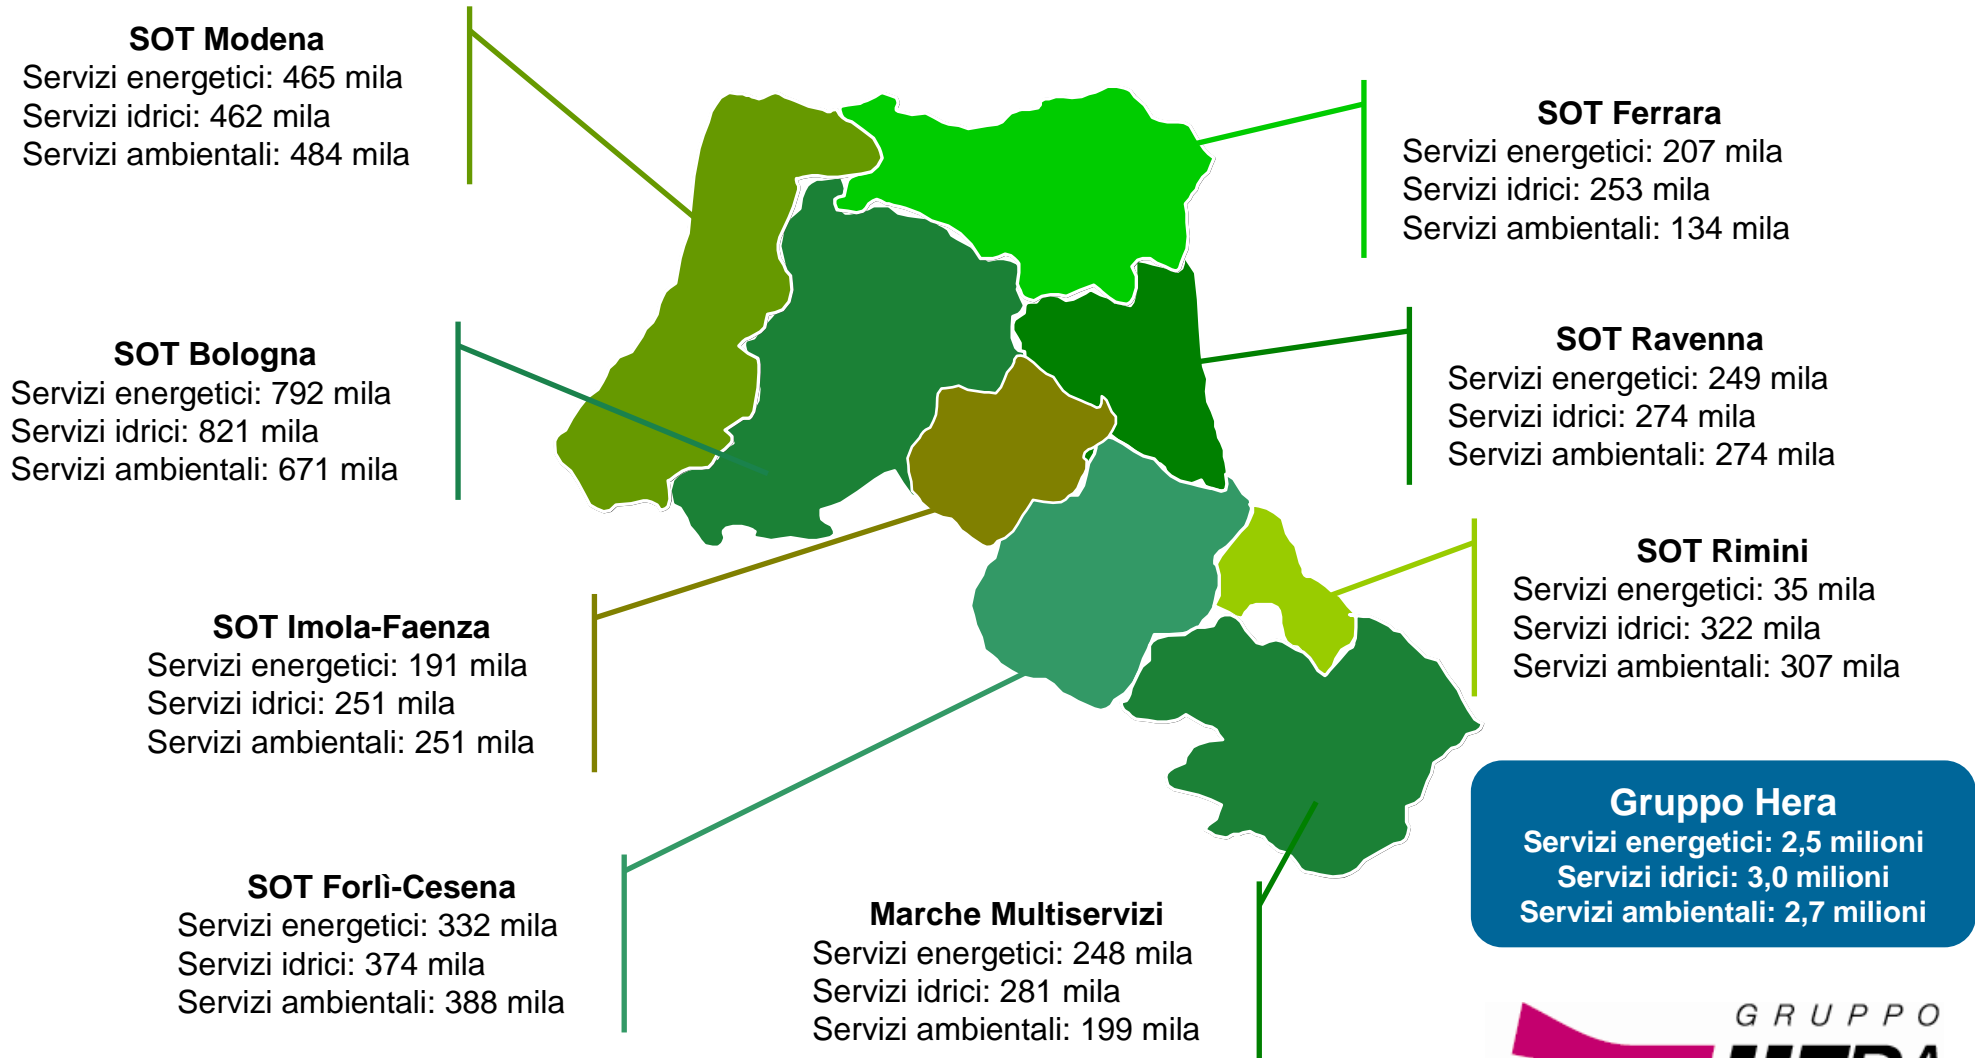 SOT Modena
Servizi energetici: 465 mila
Servizi idrici: 462 mila
Servizi ambientali: 484 mila
SOT Ferrara
Servizi energetici: 207 mila
Servizi idrici: 253 mila
Servizi ambientali: 134 mila
SOT Bologna
Servizi energetici: 792 mila
Servizi idrici: 821 mila
Servizi ambientali: 671 mila
SOT Ravenna
Servizi energetici: 249 mila
Servizi idrici: 274 mila
Servizi ambientali: 274 mila
SOT Rimini
Servizi energetici: 35 mila
Servizi idrici: 322 mila
Servizi ambientali: 307 mila
SOT Imola-Faenza
Servizi energetici: 191 mila
Servizi idrici: 251 mila
Servizi ambientali: 251 mila
Gruppo Hera
Servizi energetici: 2,5 milioni
Servizi idrici: 3,0 milioni
Servizi ambientali: 2,7 milioni
SOT Forlì-Cesena
Servizi energetici: 332 mila
Servizi idrici: 374 mila
Servizi ambientali: 388 mila
Marche Multiservizi
Servizi energetici: 248 mila
Servizi idrici: 281 mila
Servizi ambientali: 199 mila
GRUPPO